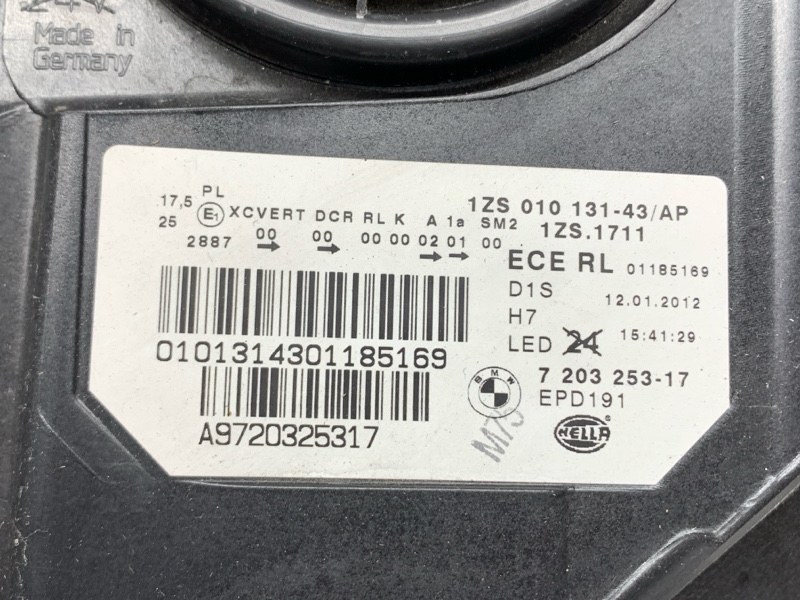 Made in
Germany
1ZS 010 131-43/AP
1ZS.1711
PL
17,5
25
E1
XCVERT DCR RL K A 1a SM2
2887 00 00 00 00 02 01 00
ECE RL 01185169
D1S 12.01.2012
H7 15:41:29
LED 24
0101314301185169
BMW
7 203 253-17
EPD191
A9720325317
HELLA